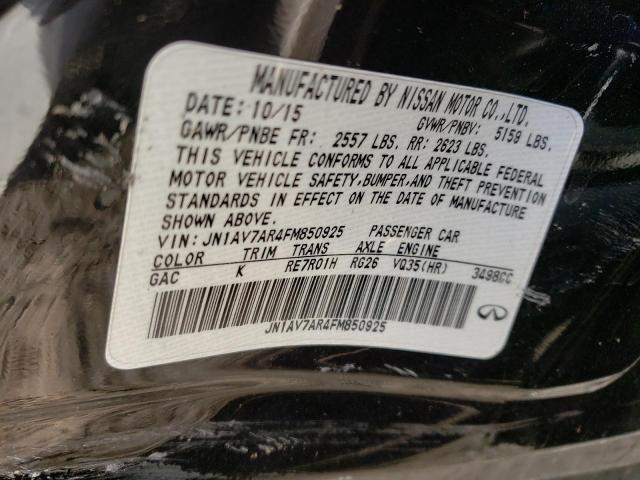 MANUFACTURED BY NISSAN MOTOR CO.,LTD.
DATE: 10/15 GVWR/PNBV: 5159 LBS.
GAWR/PNBE FR: 2557 LBS. RR: 2623 LBS.
THIS VEHICLE CONFORMS TO ALL APPLICABLE FEDERAL
MOTOR VEHICLE SAFETY,BUMPER,AND THEFT PREVENTION
STANDARDS IN EFFECT ON THE DATE OF MANUFACTURE
SHOWN ABOVE.
VIN: JN1AV7AR4FM850925 PASSENGER CAR
COLOR TRIM TRANS AXLE ENGINE
GAC K RE7R01H RG26 VQ35(HR) 3498CC
JN1AV7AR4FM850925